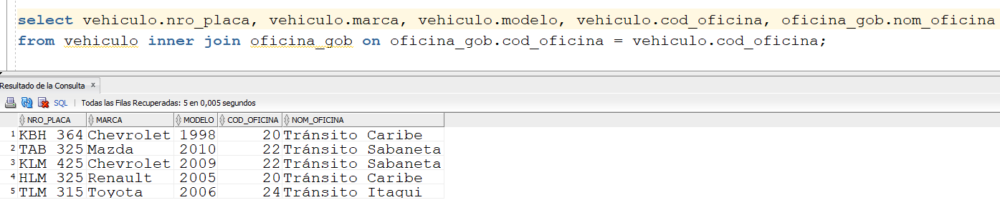 select vehiculo.nro_placa, vehiculo.marca, vehiculo.modelo, vehiculo.cod_oficina, oficina_gob.nom_oficina
from vehiculo inner join oficina_gob on oficina_gob.cod_oficina = vehiculo.cod_oficina;
Resultado de la Consulta x
SQL | Todas las Filas Recuperadas: 5 en 0,005 segundos
NRO_PLACA MARCA MODELO COD_OFICINA NOM_OFICINA
1 KBH 364 Chevrolet 1998 20 Tránsito Caribe
2 TAB 325 Mazda 2010 22 Tránsito Sabaneta
3 KLM 425 Chevrolet 2009 22 Tránsito Sabaneta
4 HLM 325 Renault 2005 20 Tránsito Caribe
5 TLM 315 Toyota 2006 24 Tránsito Itagui